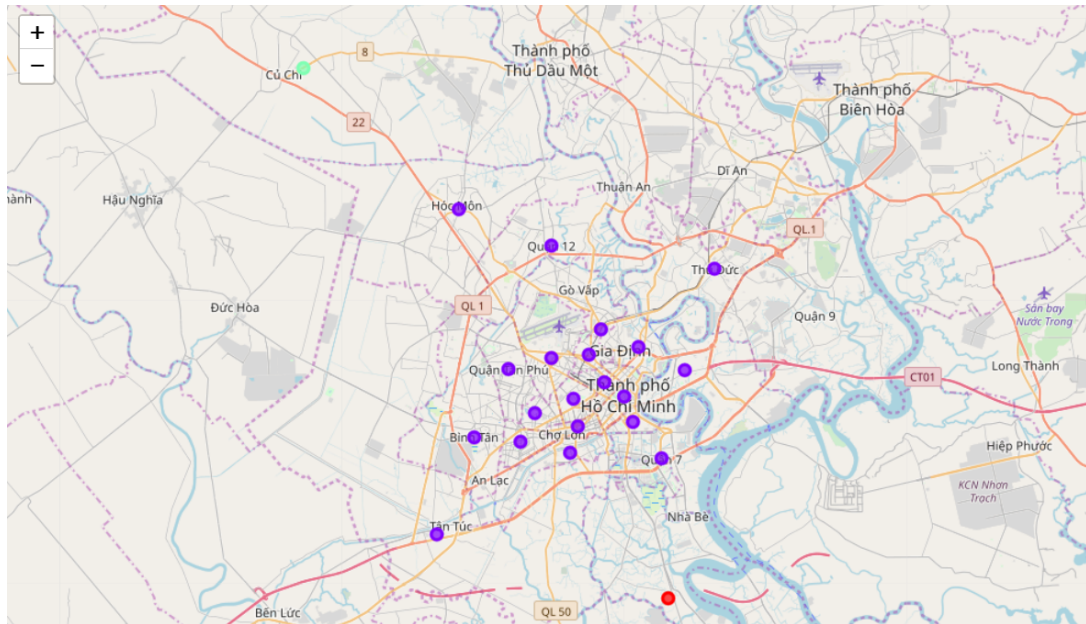 +
−
Củ Chi
8
Thành phố
Thủ Dầu Một
Thành phố
Biên Hòa
22
Hậu Nghĩa
Thuận An
Dĩ An
Hóc Môn
QL.1
Quận 12
Thủ Đức
Gò Vấp
Đức Hòa
QL 1
Quận 9
Sân bay
Nước Trong
Gia Định
Long Thành
Quận Tân Phú
CT01
Thành phố
Hồ Chí Minh
Bình Tân
Chợ Lớn
Hiệp Phước
Quận 7
An Lạc
KCN Nhơn
Trạch
Nhà Bè
Tân Túc
Bến Lức
QL 50